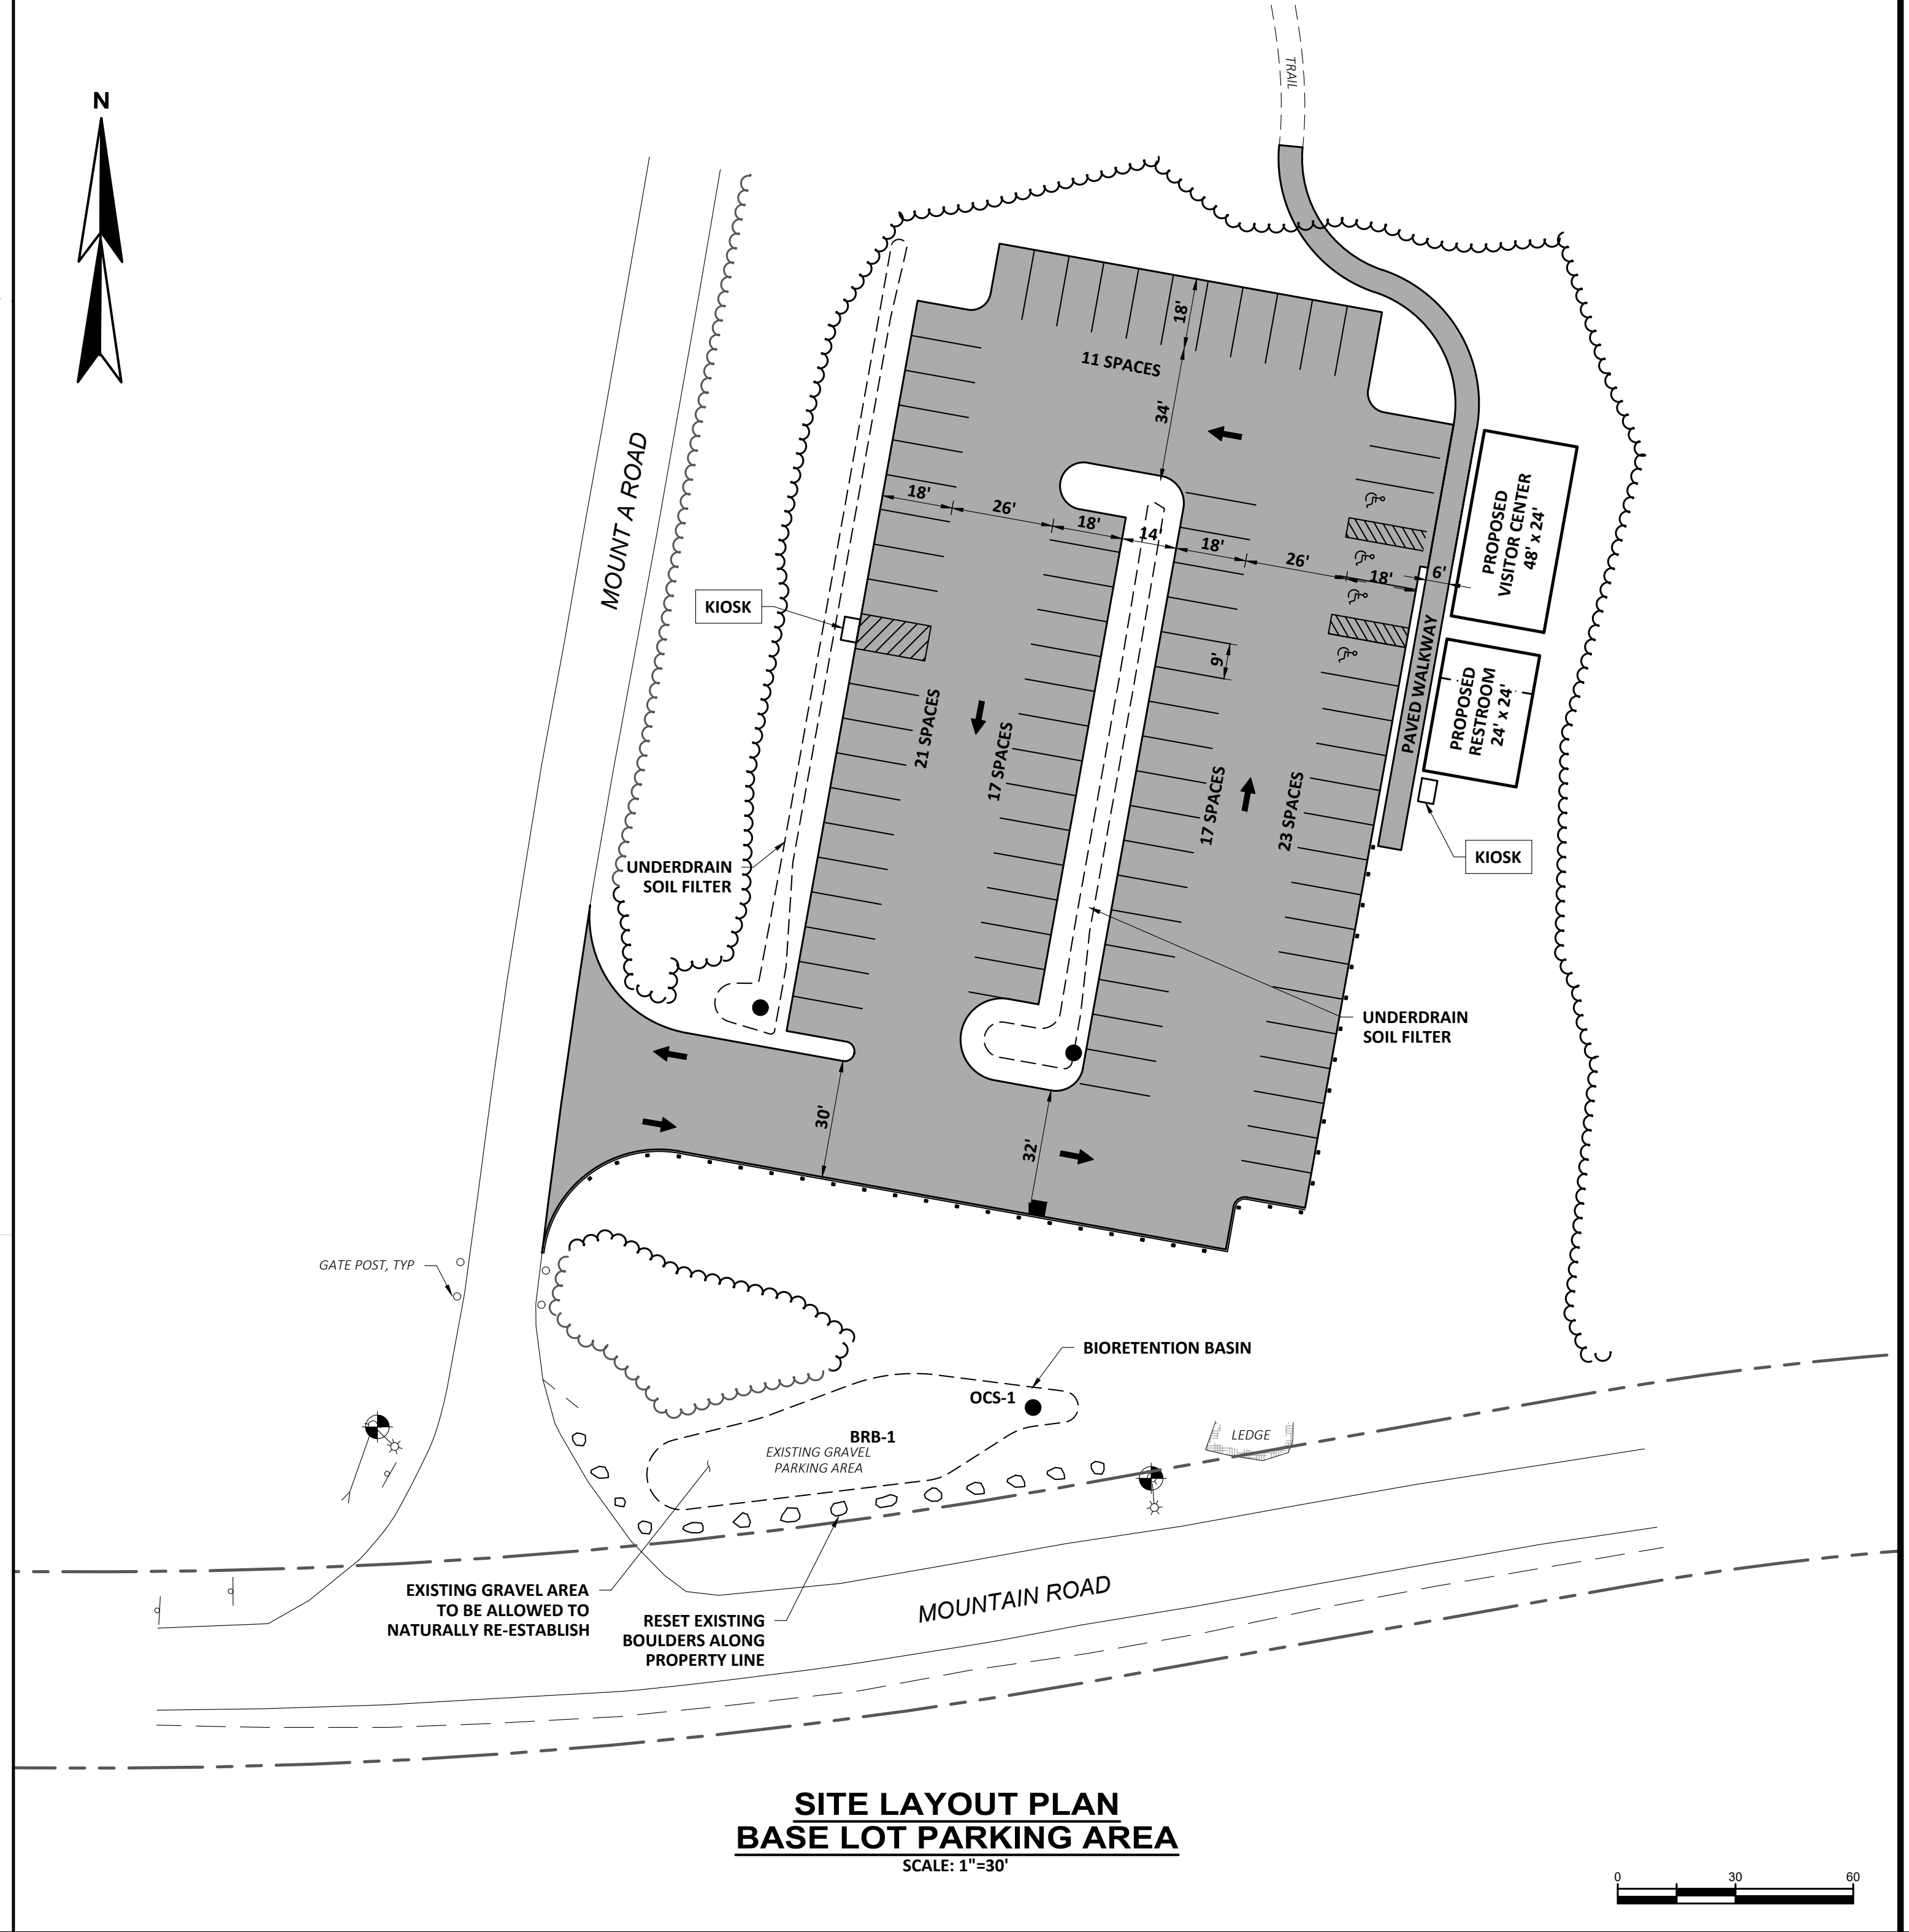 N
TRAIL
MOUNT A ROAD
18'
11 SPACES
34'
18'
26'
18'
14'
18'
26'
18'
6'
PROPOSED
VISITOR CENTER
48' x 24'
KIOSK
9'
PROPOSED
RESTROOM
24' x 24'
PAVED WALKWAY
21 SPACES
17 SPACES
17 SPACES
23 SPACES
KIOSK
UNDERDRAIN
SOIL FILTER
UNDERDRAIN
SOIL FILTER
30'
32'
GATE POST, TYP
BIORETENTION BASIN
OCS-1
BRB-1
EXISTING GRAVEL
PARKING AREA
LEDGE
EXISTING GRAVEL AREA
TO BE ALLOWED TO
NATURALLY RE-ESTABLISH
RESET EXISTING
BOULDERS ALONG
PROPERTY LINE
MOUNTAIN ROAD
SITE LAYOUT PLAN
BASE LOT PARKING AREA
SCALE: 1"=30'
0 30 60